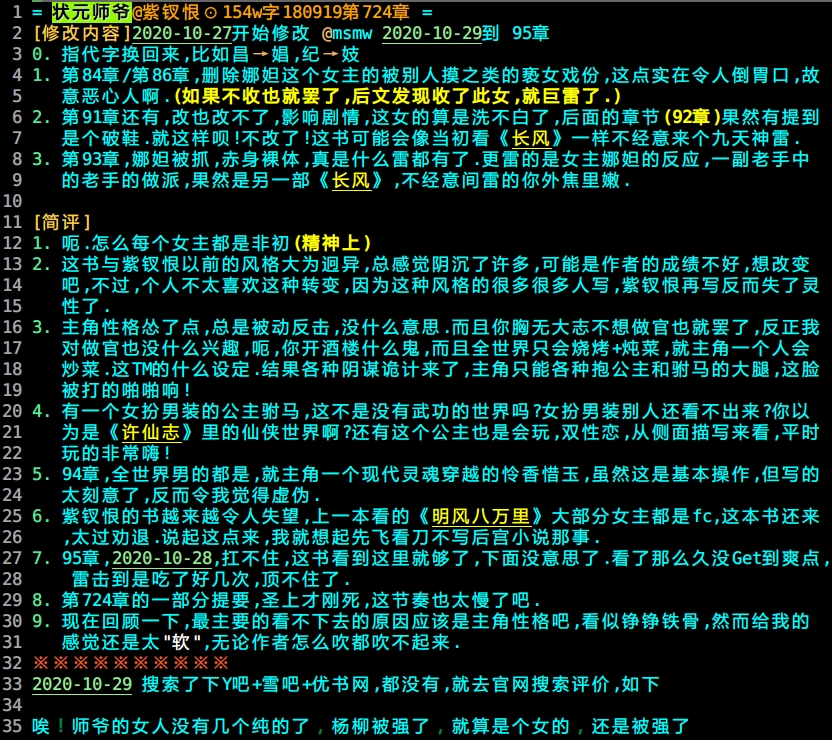 1 = 状元师爷@紫钗恨⊙154w字180919第724章 =
2 [修改内容]2020-10-27开始修改 @msmw 2020-10-29到 95章
3 0. 指代字换回来,比如昌→娼,纪→妓
4 1. 第84章/第86章,删除娜妲这个女主的被别人摸之类的亵女戏份,这点实在令人倒胃口,故
5 意恶心人啊.(如果不收也就罢了,后文发现收了此女,就巨雷了.)
6 2. 第91章还有,改也改不了,影响剧情,这女的算是洗不白了,后面的章节(92章)果然有提到
7 是个破鞋.就这样呗!不改了!这书可能会像当初看《长风》一样不经意来个九天神雷.
8 3. 第93章,娜妲被抓,赤身裸体,真是什么雷都有了.更雷的是女主娜妲的反应,一副老手中
9 的老手的做派,果然是另一部《长风》,不经意间雷的你外焦里嫩.
10
11 [简评]
12 1. 呃.怎么每个女主都是非初(精神上)
13 2. 这书与紫钗恨以前的风格大为迥异,总感觉阴沉了许多,可能是作者的成绩不好,想改变
14 吧,不过,个人不太喜欢这种转变,因为这种风格的很多很多人写,紫钗恨再写反而失了灵
15 性了.
16 3. 主角性格怂了点,总是被动反击,没什么意思.而且你胸无大志不想做官也就罢了,反正我
17 对做官也没什么兴趣,呃,你开酒楼什么鬼,而且全世界只会烧烤+炖菜,就主角一个人会
18 炒菜.这TM的什么设定.结果各种阴谋诡计来了,主角只能各种抱公主和驸马的大腿,这脸
19 被打的啪啪响!
20 4. 有一个女扮男装的公主驸马,这不是没有武功的世界吗?女扮男装别人还看不出来?你以
21 为是《许仙志》里的仙侠世界啊?还有这个公主也是会玩,双性恋,从侧面描写来看,平时
22 玩的非常嗨!
23 5. 94章,全世界男的都是,就主角一个现代灵魂穿越的怜香惜玉,虽然这是基本操作,但写的
24 太刻意了,反而令我觉得虚伪.
25 6. 紫钗恨的书越来越令人失望,上一本看的《明风八万里》大部分女主都是fc,这本书还来
26 ,太过劝退.说起这点来,我就想起先飞看刀不写后宫小说那事.
27 7. 95章,2020-10-28,扛不住,这书看到这里就够了,下面没意思了.看了那么久没Get到爽点,
28 雷击到是吃了好几次,顶不住了.
29 8. 第724章的一部分提要,圣上才刚死,这节奏也太慢了吧.
30 9. 现在回顾一下,最主要的看不下去的原因应该是主角性格吧,看似铮铮铁骨,然而给我的
31 感觉还是太"软",无论作者怎么吹都吹不起来.
32 ※※※※※※※※※※
33 2020-10-29 搜索了下Y吧+雪吧+优书网,都没有,就去官网搜索评价,如下
34
35 唉!师爷的女人没有几个纯的了,杨柳被强了,就算是个女的,还是被强了